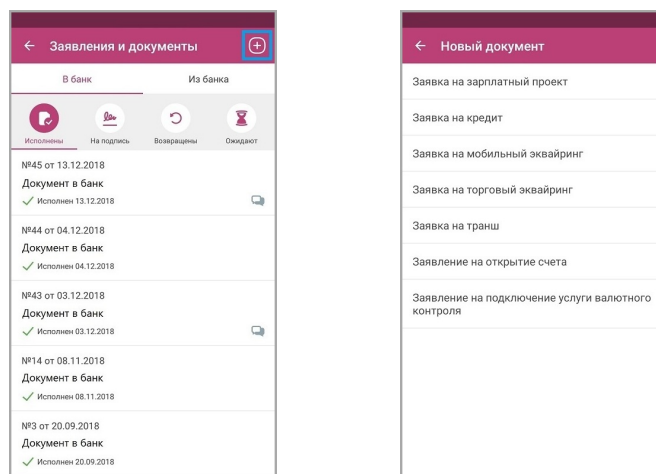 Заявления и документы
В банк
Из банка
Исполнены
На подпись
Возвращены
Ожидают
№45 от 13.12.2018
Документ в банк
Исполнен 13.12.2018
№44 от 04.12.2018
Документ в банк
Исполнен 04.12.2018
№43 от 03.12.2018
Документ в банк
Исполнен 03.12.2018
№14 от 08.11.2018
Документ в банк
Исполнен 08.11.2018
№3 от 20.09.2018
Документ в банк
Исполнен 20.09.2018
Новый документ
Заявка на зарплатный проект
Заявка на кредит
Заявка на мобильный эквайринг
Заявка на торговый эквайринг
Заявка на транш
Заявление на открытие счета
Заявление на подключение услуги валютного
контроля